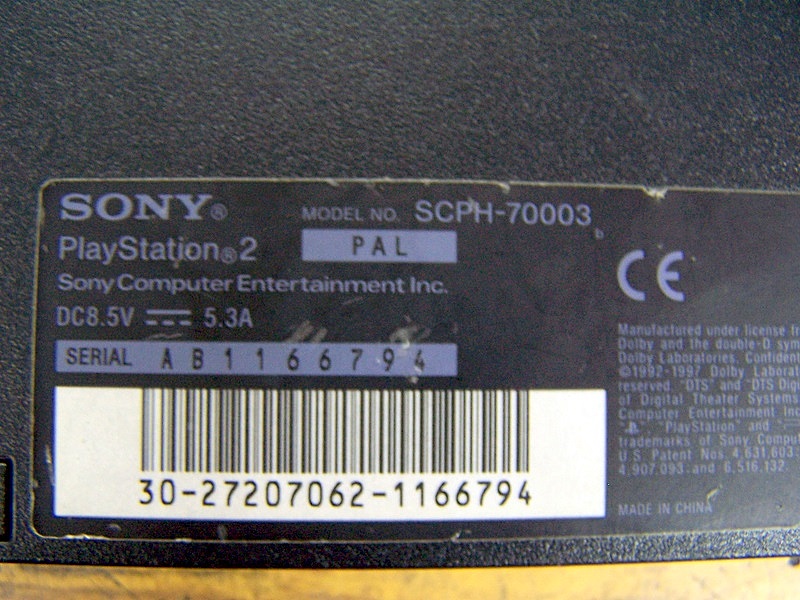 SONY®
MODEL NO. SCPH-70003 b
PlayStation®2
PAL
Sony Computer Entertainment Inc.
DC8.5V 5.3A
SERIAL AB1166794
30-27207062-1166794
CE
Manufactured under license fr
Dolby and the double-D sym
Dolby Laboratories. Confident
©1992-1997 Dolby Laborat
reserved. "DTS" and "DTS Dig
of Digital Theater Systems
Computer Entertainment Inc
"PlayStation" and
trademarks of Sony Comput
U.S. Patent Nos. 4,631,603;
4,907,093; and 6,516,132.
MADE IN CHINA